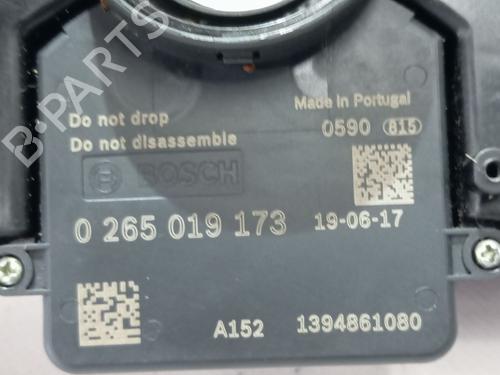 B-PARTS
Made in Portugal
Do not drop
0590 815
Do not disassemble
BOSCH
0 265 019 173 19-06-17
A152 1394861080